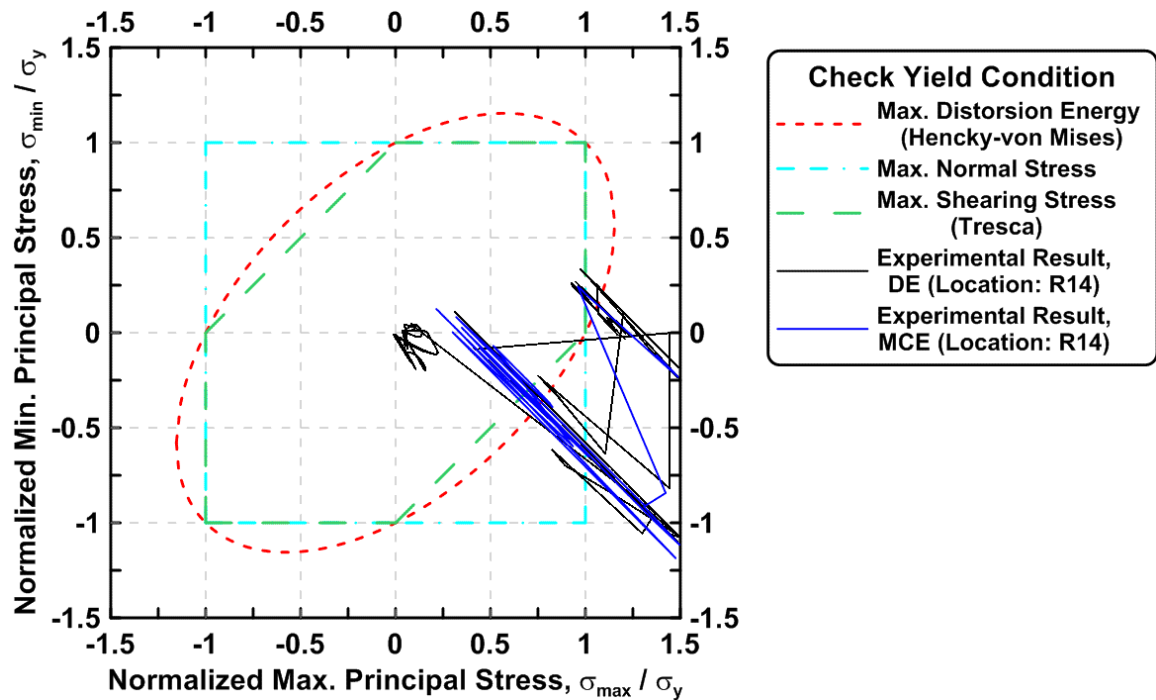 -1.5 -1 -0.5 0 0.5 1 1.5
1.5
1
0.5
0
-0.5
-1
-1.5
Normalized Min. Principal Stress, σmin / σy
1.5
1
0.5
0
-0.5
-1
-1.5
-1.5 -1 -0.5 0 0.5 1 1.5
Normalized Max. Principal Stress, σmax / σy
Check Yield Condition
Max. Distorsion Energy
(Hencky-von Mises)
Max. Normal Stress
Max. Shearing Stress
(Tresca)
Experimental Result,
DE (Location: R14)
Experimental Result,
MCE (Location: R14)